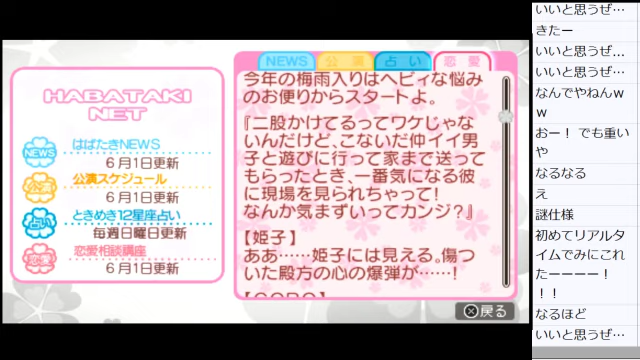 HABATAKI
NET
NEWS
はばたきNEWS
6月1日更新
公演
公演スケジュール
6月1日更新
占い
ときめき12星座占い
毎週日曜日更新
恋愛
恋愛相談講座
6月1日更新
NEWS 公演 占い 恋愛
今年の梅雨入りはヘビィな悩み
のお便りからスタートよ。
『二股かけてるってワケじゃな
いんだけど、こないだ仲イイ男
子と遊びに行って家まで送って
もらったとき、一番気になる彼
に現場を見られちゃって!
なんか気まずいってカンジ?』
【姫子】
ああ……姫子には見える。傷つ
いた殿方の心の爆弾が……!
戻る
いいと思うぜ…
きたー
いいと思うぜ…
いいと思うぜ…
なんでやねんw
w
おー! でも重い
や
なるなる
え
謎仕様
初めてリアルタ
イムでみにこれ
たーーーー!
!!
なるほど
いいと思うぜ…